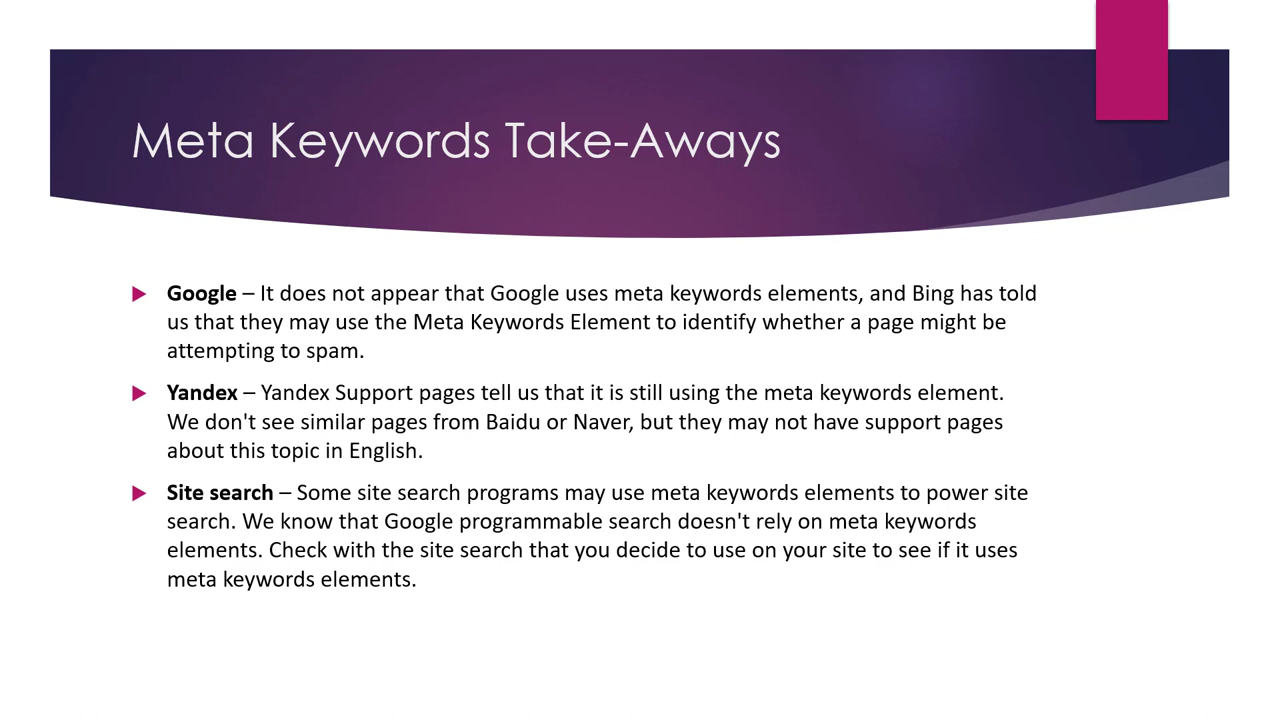 Meta Keywords Take-Aways
Google – It does not appear that Google uses meta keywords elements, and Bing has told
us that they may use the Meta Keywords Element to identify whether a page might be
attempting to spam.
Yandex – Yandex Support pages tell us that it is still using the meta keywords element.
We don't see similar pages from Baidu or Naver, but they may not have support pages
about this topic in English.
Site search – Some site search programs may use meta keywords elements to power site
search. We know that Google programmable search doesn't rely on meta keywords
elements. Check with the site search that you decide to use on your site to see if it uses
meta keywords elements.